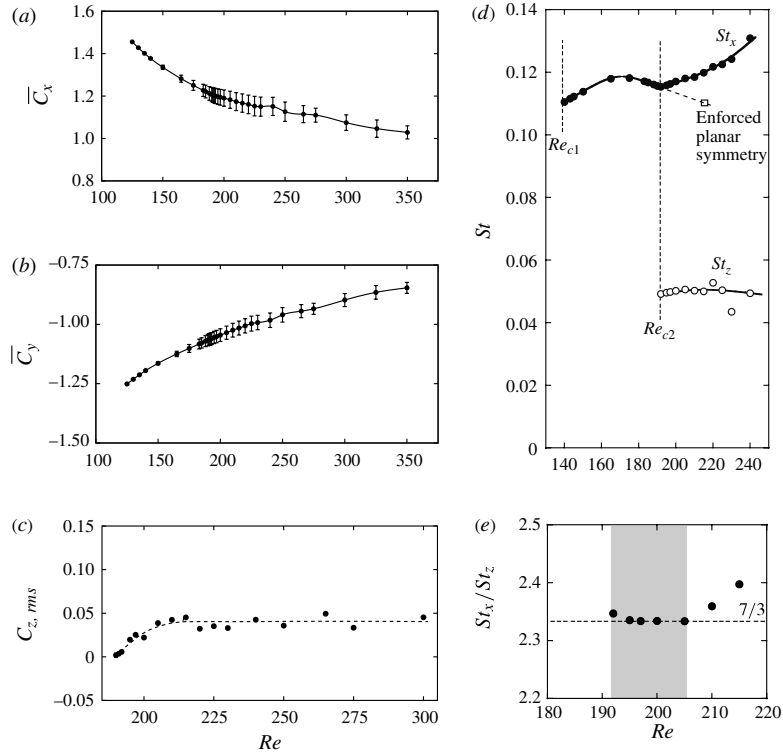 (a)
1.6
1.4
1.2
1.0
0.8
C̅x
100 150 200 250 300 350
(b)
−0.75
−1.00
−1.25
−1.50
C̅y
100 150 200 250 300 350
(c)
0.15
0.10
0.05
0
−0.05
Cz, rms
200 225 250 275 300
Re
(d)
0.14
0.12
0.10
0.08
0.06
0.04
0.02
0
St
Stx
Enforced
planar
symmetry
Rec1
Stz
Rec2
140 160 180 200 220 240
(e)
2.5
2.4
2.3
2.2
Stx/Stz
7/3
180 190 200 210 220
Re